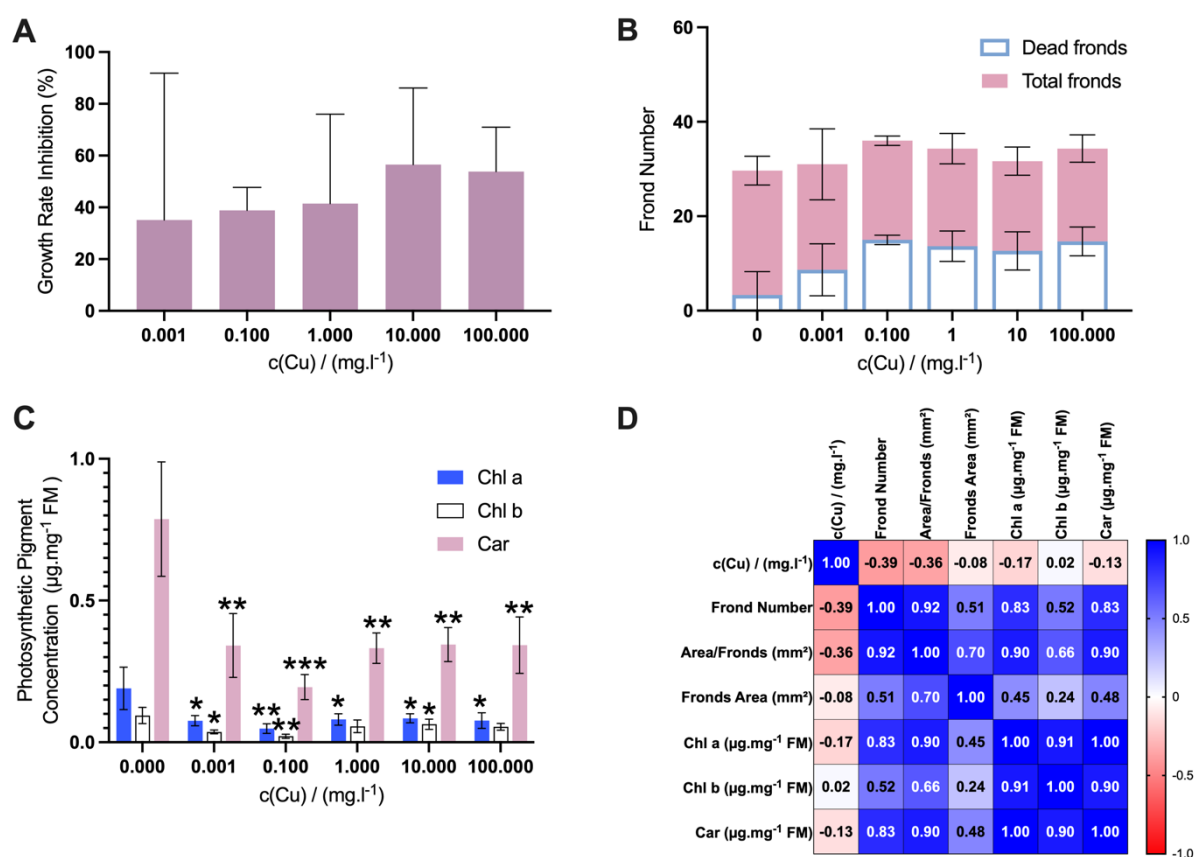 A
Growth Rate Inhibition (%)
100
80
60
40
20
0
0.001 0.100 1.000 10.000 100.000
c(Cu) / (mg.l⁻¹)
B
Frond Number
60
40
20
0
Dead fronds
Total fronds
0 0.001 0.100 1 10 100.000
c(Cu) / (mg.l⁻¹)
C
Photosynthetic Pigment
Concentration (µg.mg⁻¹ FM )
1.0
0.5
0.0
Chl a
Chl b
Car
* * **
** ** ***
* **
* * **
* **
0.000 0.001 0.100 1.000 10.000 100.000
c(Cu) / (mg.l⁻¹)
D
c(Cu) / (mg.l⁻¹)
Frond Number
Area/Fronds (mm²)
Fronds Area (mm²)
Chl a (µg.mg⁻¹ FM)
Chl b (µg.mg⁻¹ FM)
Car (µg.mg⁻¹ FM)
c(Cu) / (mg.l⁻¹) 1.00 -0.39 -0.36 -0.08 -0.17 0.02 -0.13
Frond Number -0.39 1.00 0.92 0.51 0.83 0.52 0.83
Area/Fronds (mm²) -0.36 0.92 1.00 0.70 0.90 0.66 0.90
Fronds Area (mm²) -0.08 0.51 0.70 1.00 0.45 0.24 0.48
Chl a (µg.mg⁻¹ FM) -0.17 0.83 0.90 0.45 1.00 0.91 1.00
Chl b (µg.mg⁻¹ FM) 0.02 0.52 0.66 0.24 0.91 1.00 0.90
Car (µg.mg⁻¹ FM) -0.13 0.83 0.90 0.48 1.00 0.90 1.00
1.0
0.5
0
-0.5
-1.0